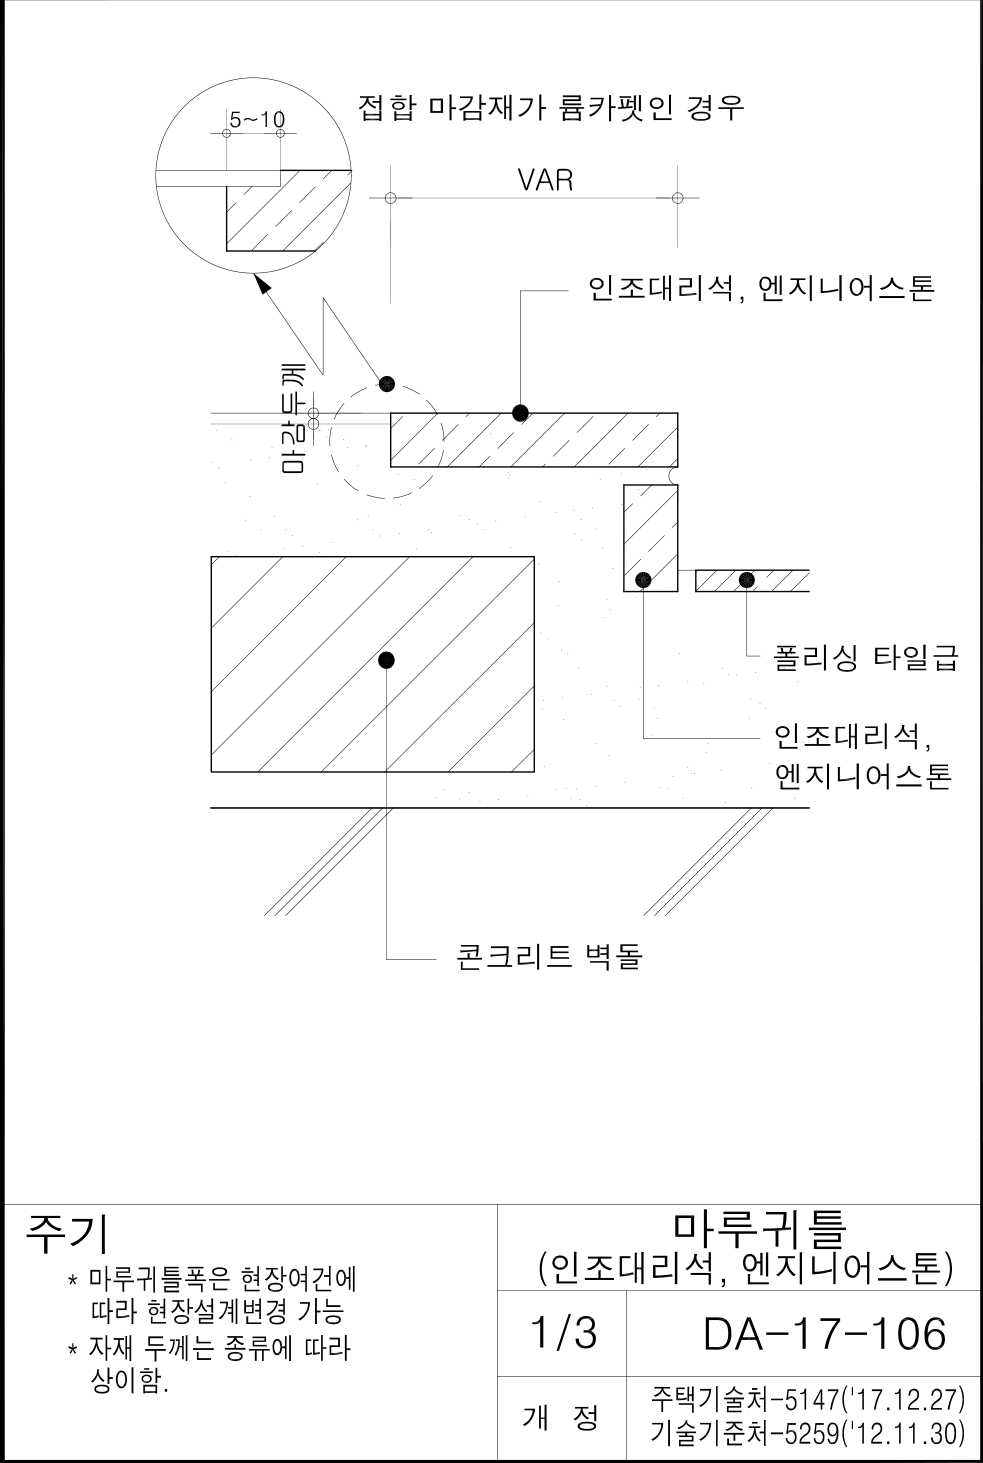 5~10
접합 마감재가 륨카펫인 경우
VAR
인조대리석, 엔지니어스톤
마감두께
폴리싱 타일급
인조대리석,
엔지니어스톤
콘크리트 벽돌
주기
* 마루귀틀폭은 현장여건에
따라 현장설계변경 가능
* 자재 두께는 종류에 따라
상이함.
마루귀틀
(인조대리석, 엔지니어스톤)
1/3
DA-17-106
개 정
주택기술처-5147('17.12.27)
기술기준처-5259('12.11.30)